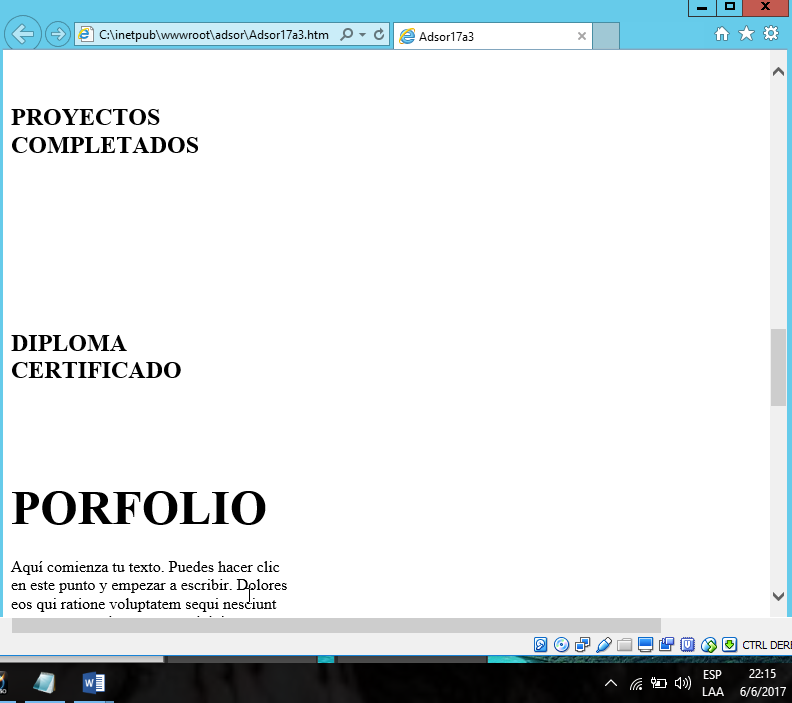 C:\inetpub\wwwroot\adsor\Adsor17a3.htm
Adsor17a3
PROYECTOS
COMPLETADOS
DIPLOMA
CERTIFICADO
PORFOLIO
Aquí comienza tu texto. Puedes hacer clic
en este punto y empezar a escribir. Dolores
eos qui ratione voluptatem sequi nesciunt
CTRL DERE
ESP
LAA
22:15
6/6/2017